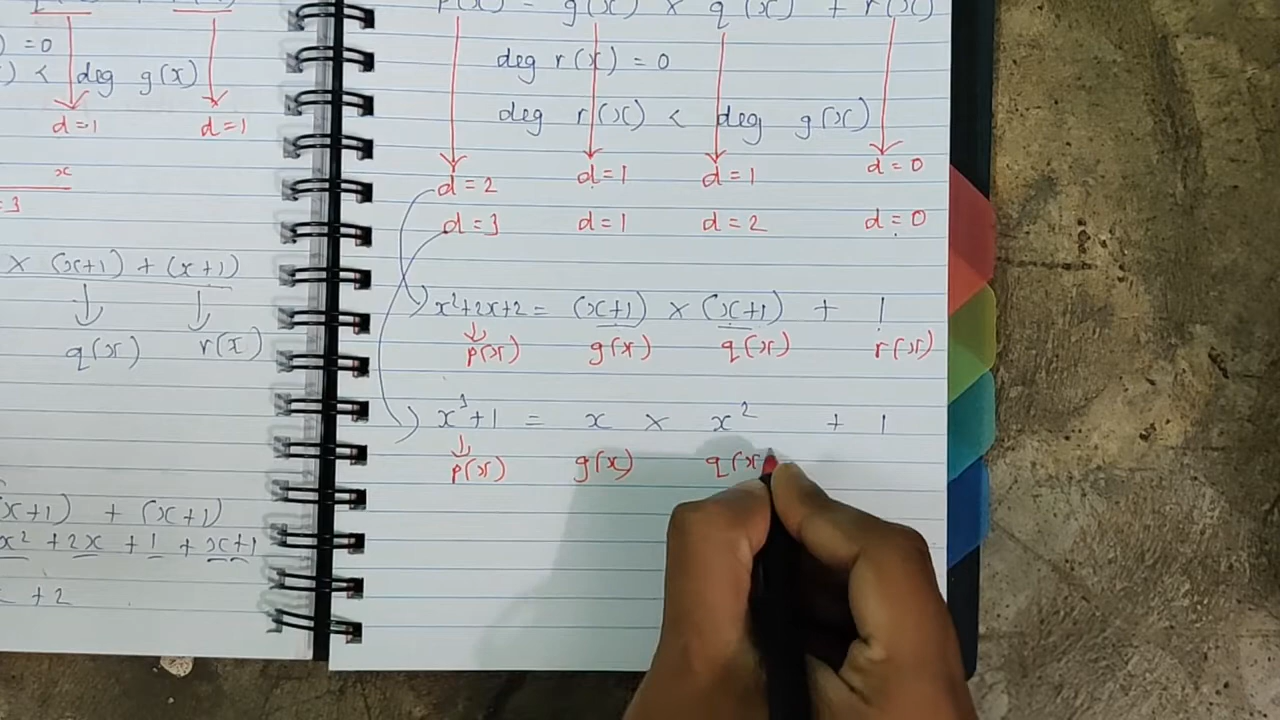 ) = 0
) < deg g(x)
d=1 d=1
x
= 3
× (x+1) + (x+1)
q(x) r(x)
(x+1) + (x+1)
x² + 2x + 1 + x+1
+ 2
p(x) = g(x) × q(x) + r(x)
deg r(x) = 0
deg r(x) < deg g(x)
d=2 d=1 d=1 d=0
d=3 d=1 d=2 d=0
) x²+2x+2 = (x+1) × (x+1) + 1
p(x) g(x) q(x) r(x)
) x³+1 = x × x² + 1
p(x) g(x) q(x